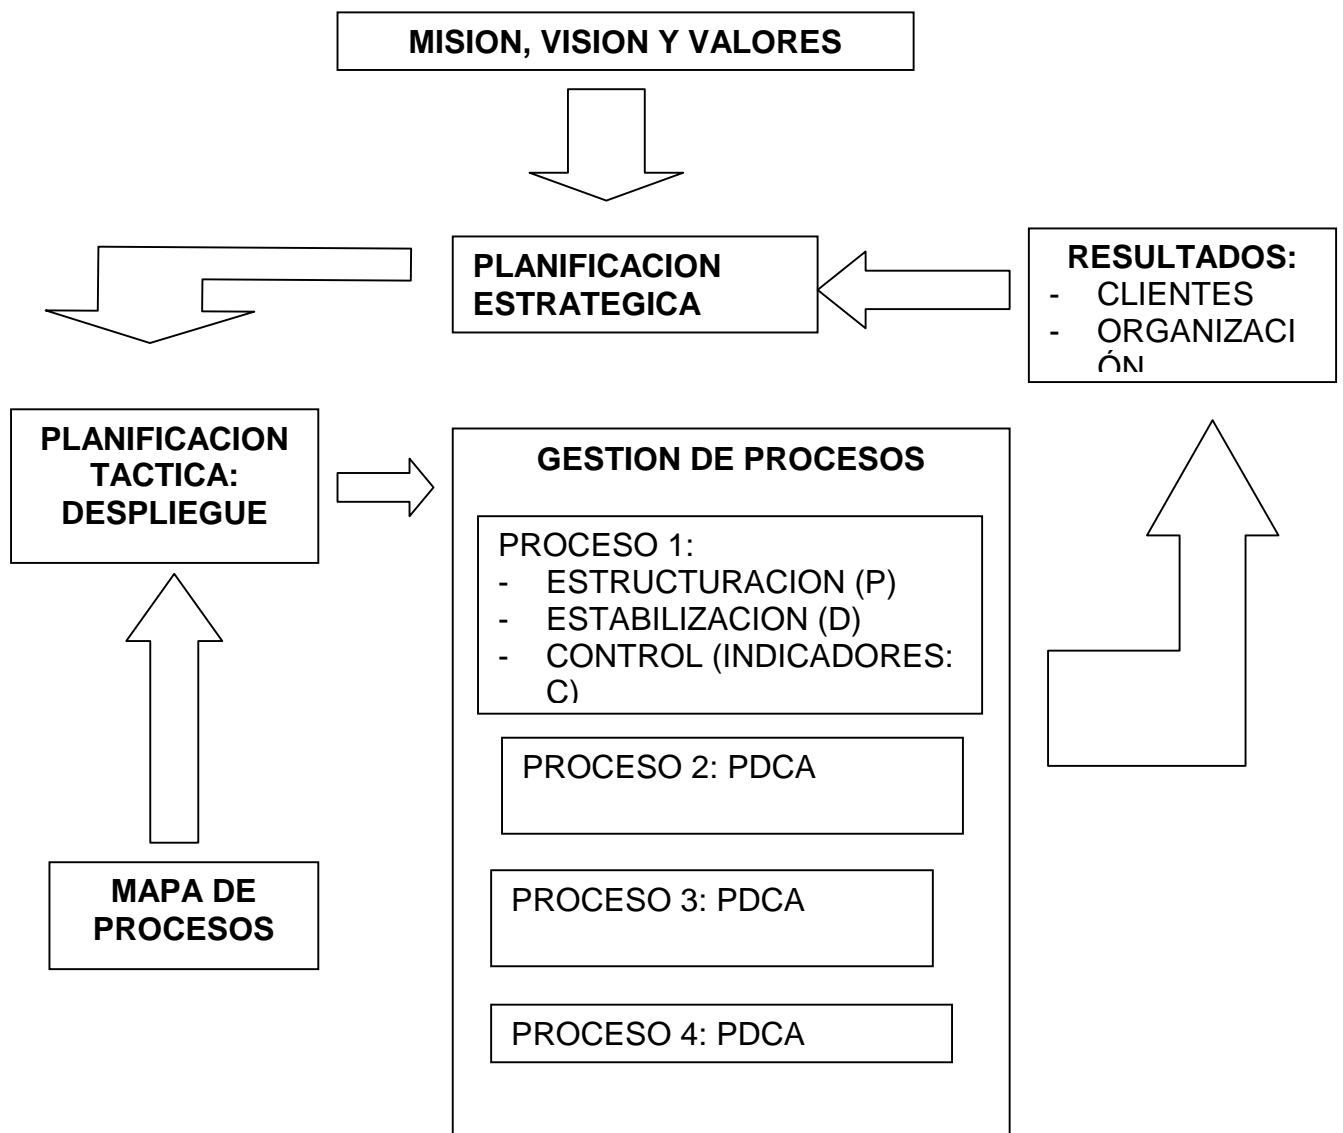 MISION, VISION Y VALORES
PLANIFICACION
ESTRATEGICA
RESULTADOS:
- CLIENTES
- ORGANIZACI
ÓN
PLANIFICACION
TACTICA:
DESPLIEGUE
GESTION DE PROCESOS
PROCESO 1:
- ESTRUCTURACION (P)
- ESTABILIZACION (D)
- CONTROL (INDICADORES:
C)
PROCESO 2: PDCA
MAPA DE
PROCESOS
PROCESO 3: PDCA
PROCESO 4: PDCA